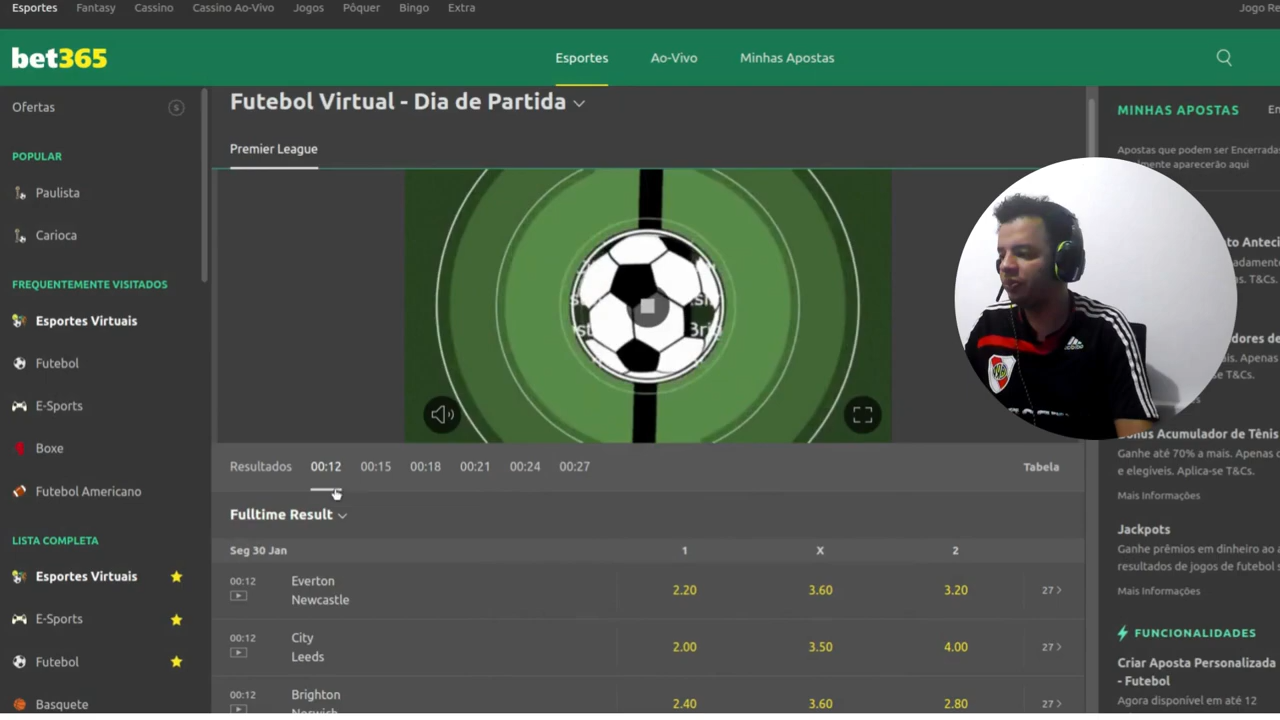 Esportes Fantasy Cassino Cassino Ao-Vivo Jogos Pôquer Bingo Extra
bet365
Esportes Ao-Vivo Minhas Apostas
Ofertas
POPULAR
Paulista
Carioca
FREQUENTEMENTE VISITADOS
Esportes Virtuais
Futebol
E-Sports
Boxe
Futebol Americano
LISTA COMPLETA
Esportes Virtuais
E-Sports
Futebol
Basquete
Futebol Virtual - Dia de Partida
Premier League
Resultados 00:12 00:15 00:18 00:21 00:24 00:27 Tabela
Fulltime Result
Seg 30 Jan 1 X 2
00:12 Everton
Newcastle
2.20 3.60 3.20 27
00:12 City
Leeds
2.00 3.50 4.00 27
00:12 Brighton
Norwich
2.40 3.60 2.80 27
MINHAS APOSTAS
Apostas que podem ser Encerradas
aparecerão aqui
T&Cs.
mais. Apenas
T&Cs.
Bônus Acumulador de Tênis
Ganhe até 70% a mais. Apenas
e elegíveis. Aplica-se T&Cs.
Mais Informações
Jackpots
Ganhe prêmios em dinheiro ao
resultados de jogos de futebol
Mais Informações
FUNCIONALIDADES
Criar Aposta Personalizada
- Futebol
Agora disponível em até 12